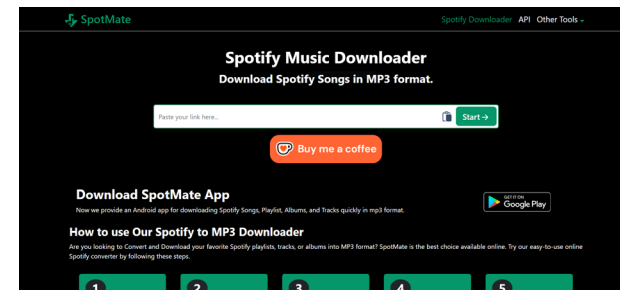 SpotMate
Spotify Downloader API Other Tools
Spotify Music Downloader
Download Spotify Songs in MP3 format.
Paste your link here...
Start →
Buy me a coffee
Download SpotMate App
Now we provide an Android app for downloading Spotify Songs, Playlist, Albums, and Tracks quickly in mp3 format.
GET IT ON
Google Play
How to use Our Spotify to MP3 Downloader
Are you looking to Convert and Download your favorite Spotify playlists, tracks, or albums into MP3 format? SpotMate is the best choice available online. Try our easy-to-use online
Spotify converter by following these steps.
1 2 3 4 5